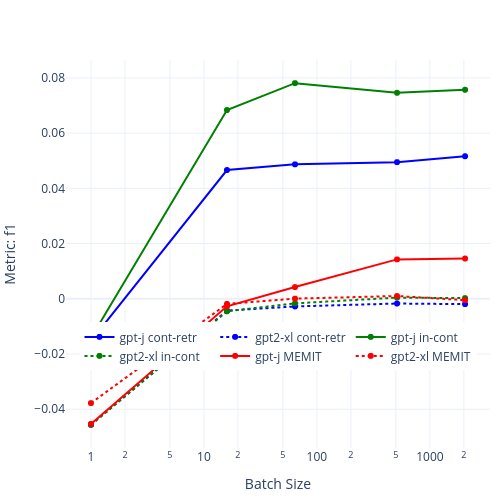 0.08
0.06
0.04
0.02
0
−0.02
−0.04
Metric: f1
gpt-j cont-retr
gpt2-xl cont-retr
gpt-j in-cont
gpt2-xl in-cont
gpt-j MEMIT
gpt2-xl MEMIT
1 2 5 10 2 5 100 2 5 1000 2
Batch Size